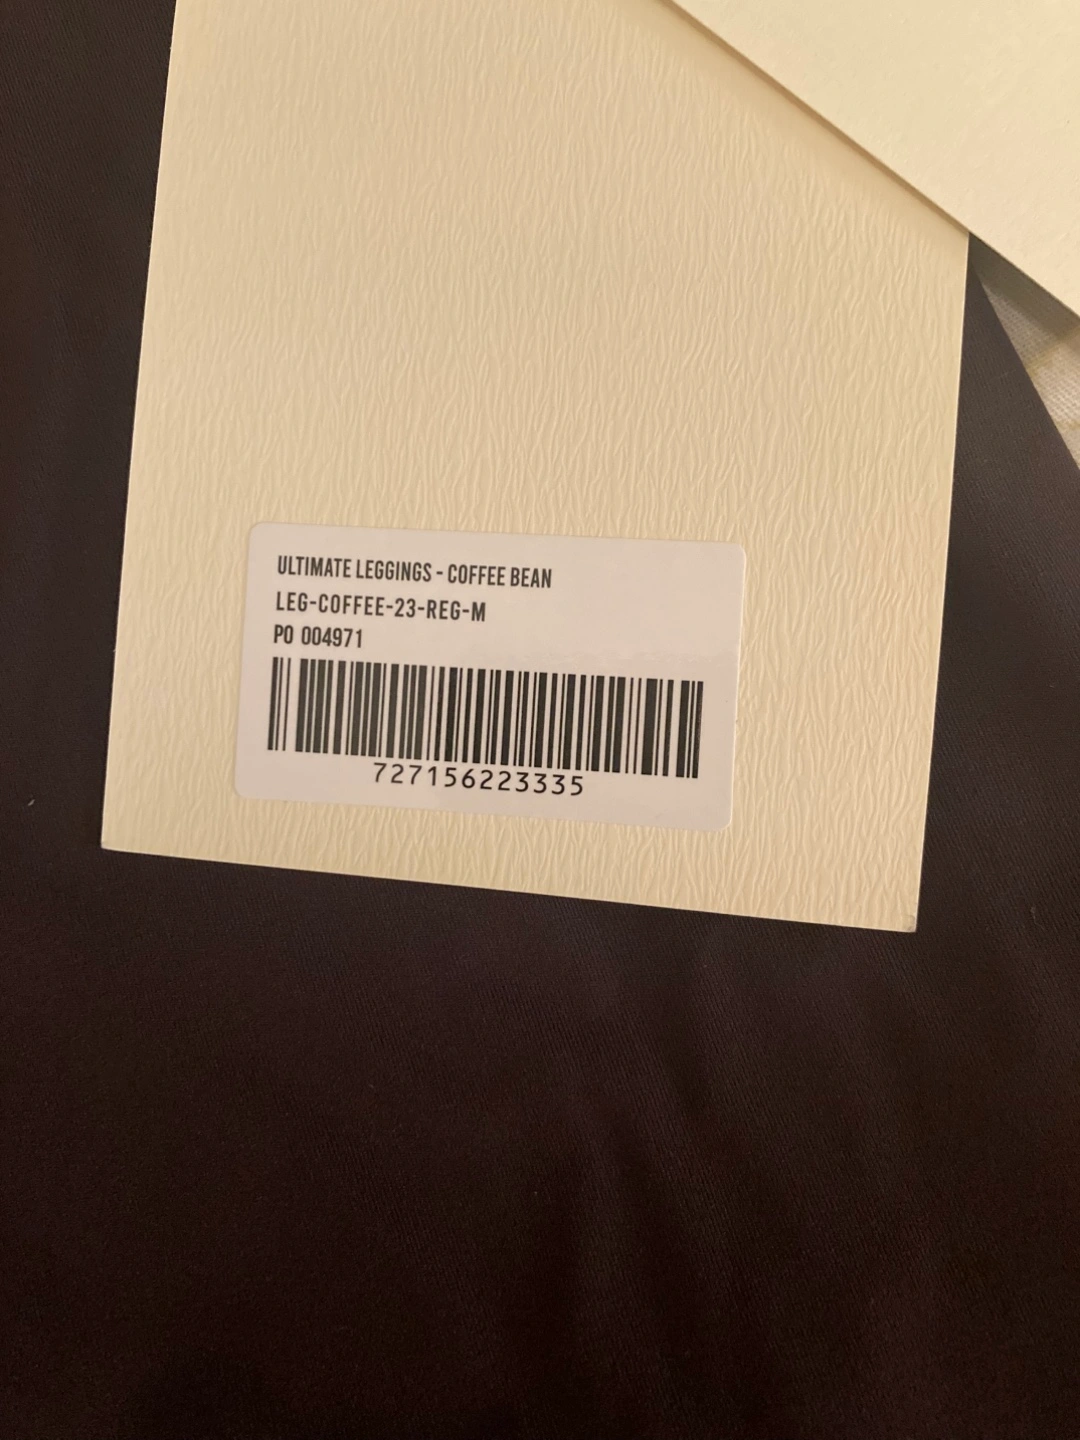 ULTIMATE LEGGINGS - COFFEE BEAN
LEG-COFFEE-23-REG-M
PO 004971
727156223335